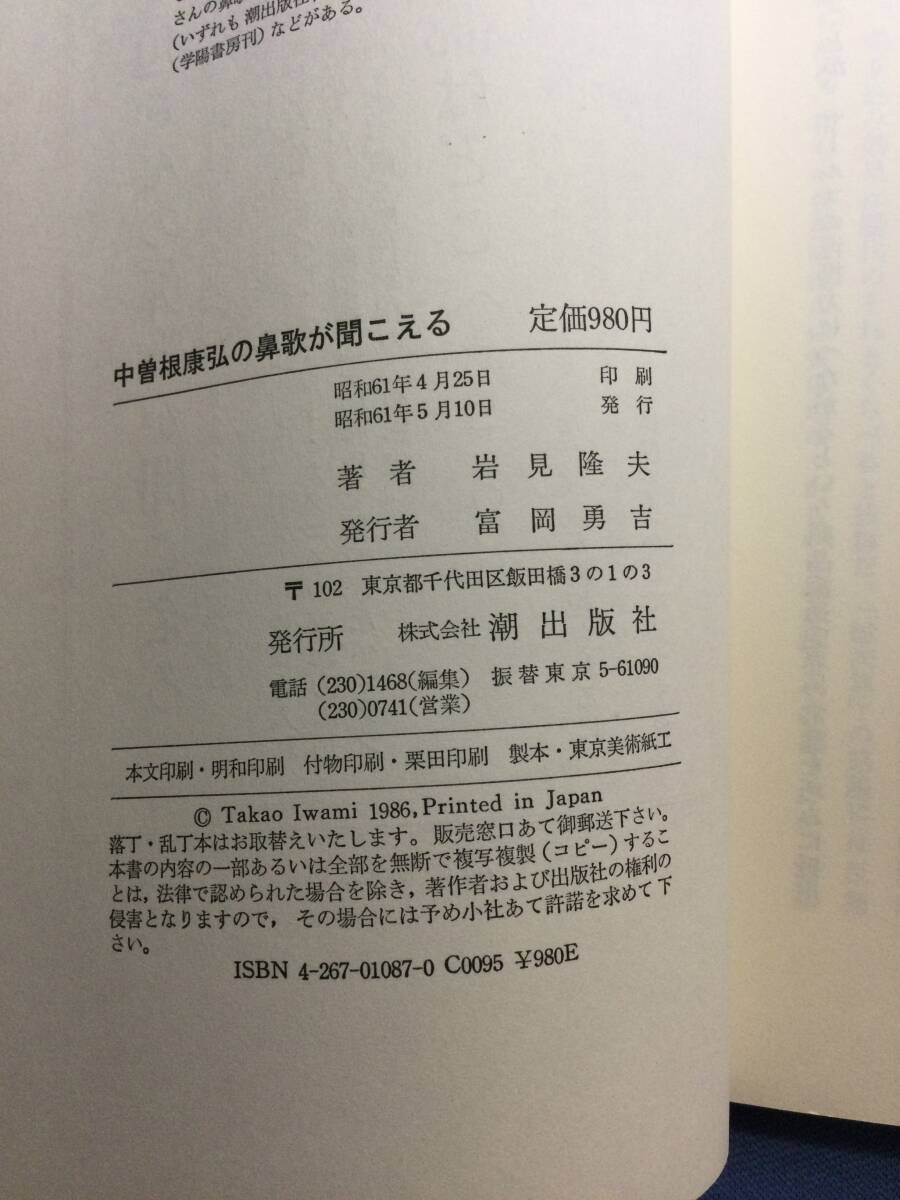 さんの鼻歌
(いずれも 潮出版社
(学陽書房刊) などがある。
中曽根康弘の鼻歌が聞こえる 定価980円
昭和61年4月25日 印刷
昭和61年5月10日 発行
著者 岩見隆夫
発行者 富岡勇吉
〒102 東京都千代田区飯田橋3の1の3
発行所 株式会社 潮出版社
電話 (230)1468(編集) 振替東京 5-61090
(230)0741(営業)
本文印刷・明和印刷 付物印刷・栗田印刷 製本・東京美術紙工
© Takao Iwami 1986, Printed in Japan
落丁・乱丁本はお取替えいたします。販売窓口あて御郵送下さい。
本書の内容の一部あるいは全部を無断で複写複製(コピー)するこ
とは,法律で認められた場合を除き,著作者および出版社の権利の
侵害となりますので,その場合には予め小社あて許諾を求めて下
さい。
ISBN 4-267-01087-0 C0095 ¥980E